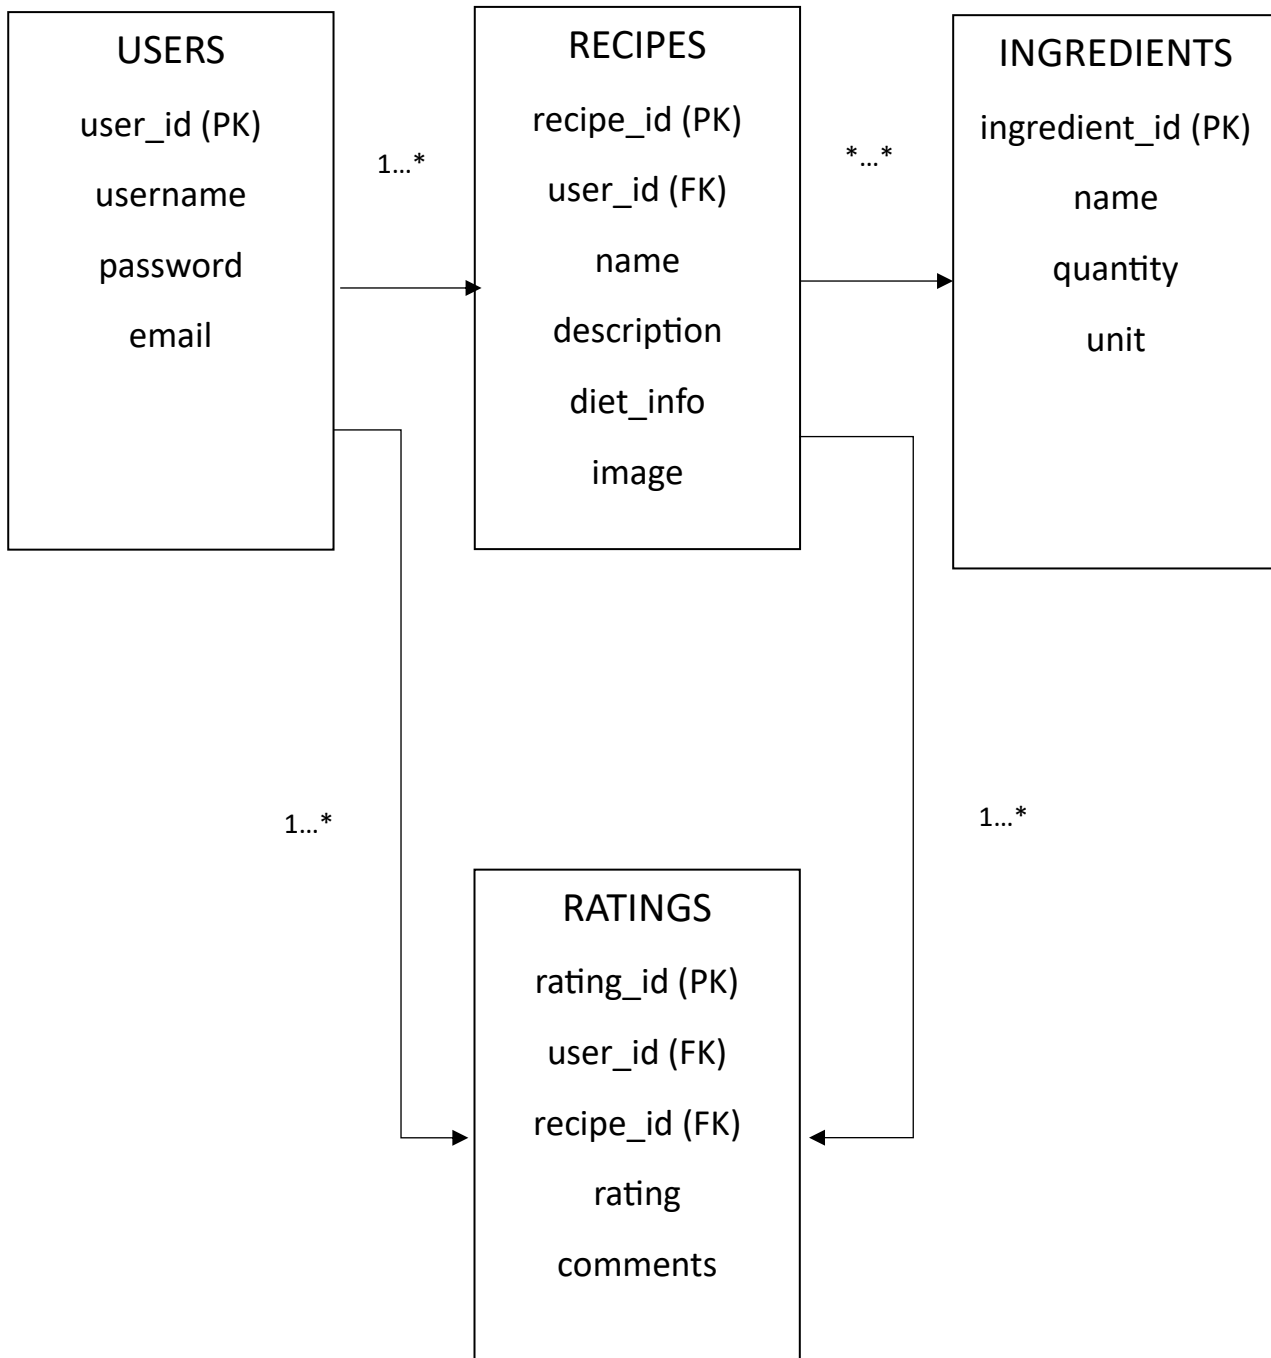 USERS
user_id (PK)
username
password
email
1...*
RECIPES
recipe_id (PK)
user_id (FK)
name
description
diet_info
image
*...*
INGREDIENTS
ingredient_id (PK)
name
quantity
unit
1...*
1...*
RATINGS
rating_id (PK)
user_id (FK)
recipe_id (FK)
rating
comments